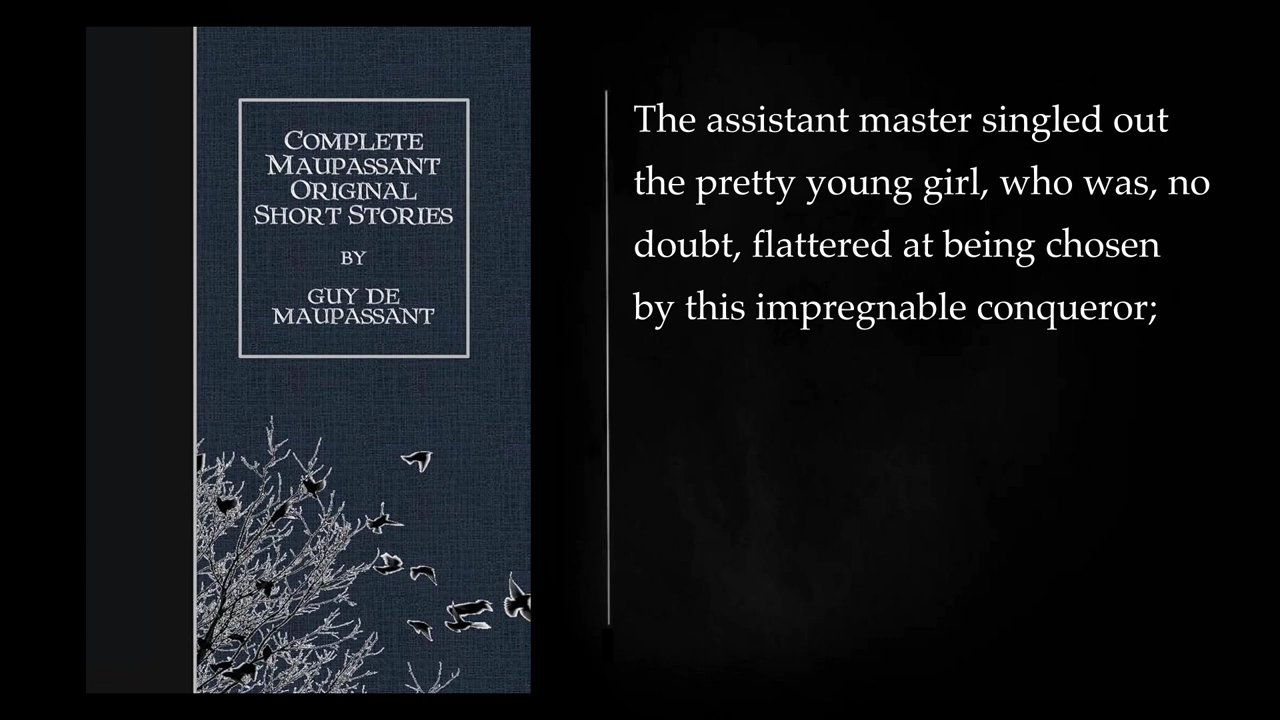 COMPLETE
MAUPASSANT
ORIGINAL
SHORT STORIES
BY
GUY DE
MAUPASSANT
The assistant master singled out
the pretty young girl, who was, no
doubt, flattered at being chosen
by this impregnable conqueror;